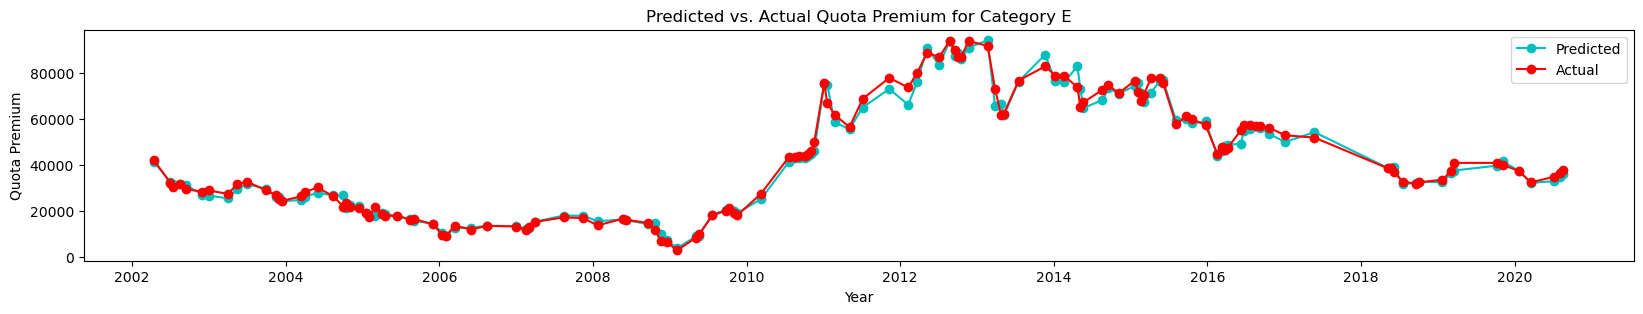 Predicted vs. Actual Quota Premium for Category E
Quota Premium
80000
60000
40000
20000
0
Predicted
Actual
2002 2004 2006 2008 2010 2012 2014 2016 2018 2020
Year